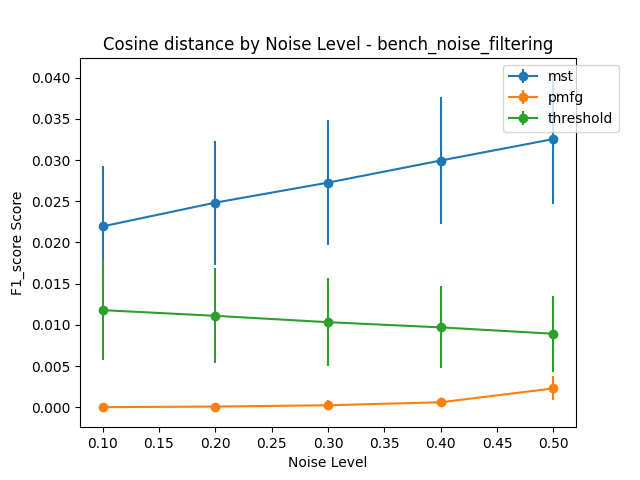 Cosine distance by Noise Level - bench_noise_filtering
mst
pmfg
threshold
F1_score Score
0.040
0.035
0.030
0.025
0.020
0.015
0.010
0.005
0.000
0.10 0.15 0.20 0.25 0.30 0.35 0.40 0.45 0.50
Noise Level